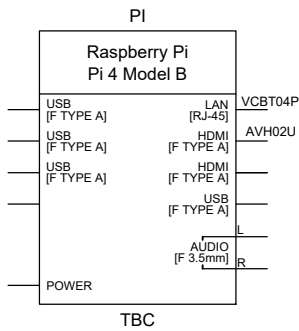 PI
Raspberry Pi
Pi 4 Model B
USB
[F TYPE A]
LAN
[RJ-45]
VCBT04P
USB
[F TYPE A]
HDMI
[F TYPE A]
AVH02U
USB
[F TYPE A]
HDMI
[F TYPE A]
USB
[F TYPE A]
L
AUDIO
[F 3.5mm]
R
POWER
TBC